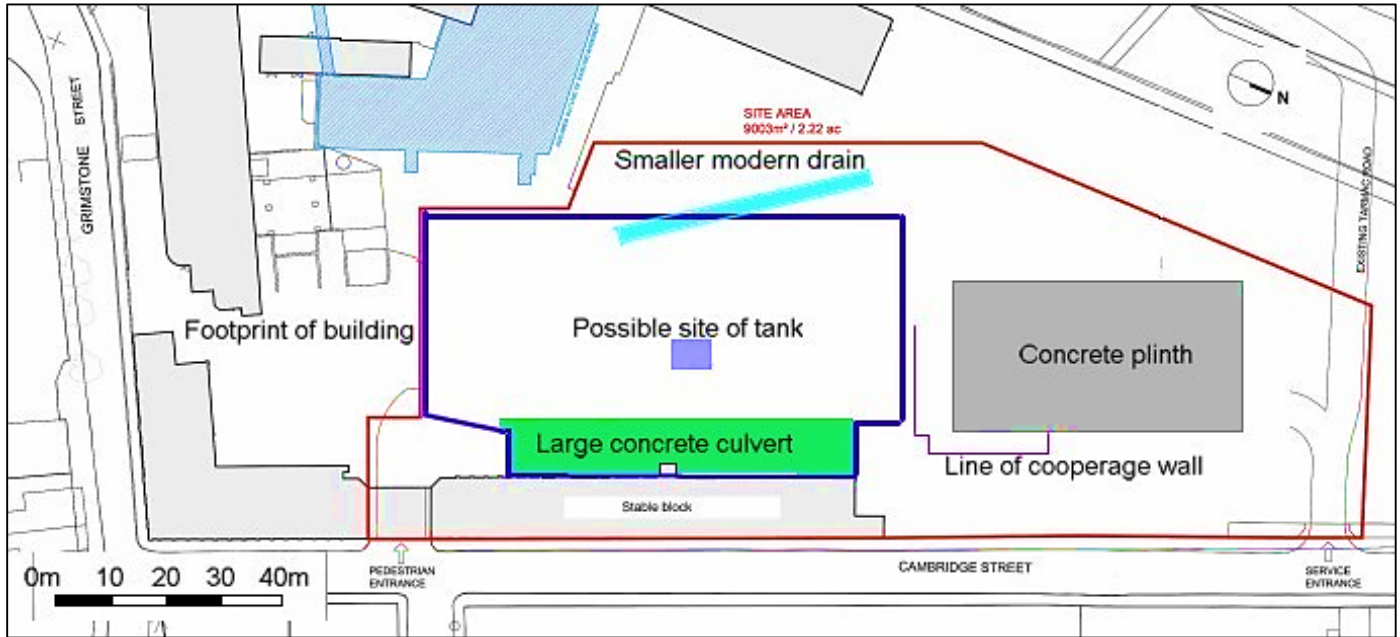 GRIMSTONE STREET
SITE AREA
9003m² / 2.22 ac
N
Smaller modern drain
EXISTING TARMAC ROAD
Footprint of building
Possible site of tank
Concrete plinth
Large concrete culvert
Line of cooperage wall
Stable block
0m 10 20 30 40m
PEDESTRIAN
ENTRANCE
CAMBRIDGE STREET
SERVICE
ENTRANCE